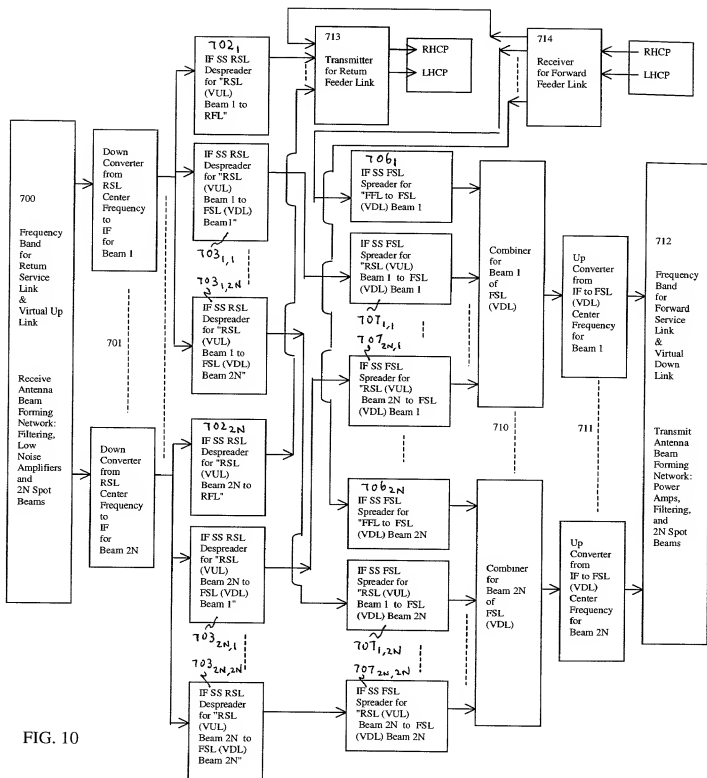 700
Frequency
Band
for
Return
Service
Link
&
Virtual Up
Link
Receive
Antenna
Beam
Forming
Network:
Filtering,
Low
Noise
Amplifiers
and
2N Spot
Beams
Down
Converter
from
RSL
Center
Frequency
to
IF
for
Beam 1
701
Down
Converter
from
RSL
Center
Frequency
to
IF
for
Beam 2N
702₁
IF SS RSL
Despreader
for "RSL
(VUL)
Beam 1 to
RFL"
IF SS RSL
Despreader
for "RSL
(VUL)
Beam 1 to
FSL (VDL)
Beam1"
703₁,₁
703₁,₂N
IF SS RSL
Despreader
for "RSL
(VUL)
Beam 1 to
FSL (VDL)
Beam 2N"
702₂N
IF SS RSL
Despreader
for "RSL
(VUL)
Beam 2N to
RFL"
IF SS RSL
Despreader
for "RSL
(VUL)
Beam 2N to
FSL (VDL)
Beam 1"
703₂N,₁
703₂N,₂N
IF SS RSL
Despreader
for "RSL
(VUL)
Beam 2N to
FSL (VDL)
Beam 2N"
713
Transmitter
for Return
Feeder Link
RHCP
LHCP
714
Receiver
for Forward
Feeder Link
RHCP
LHCP
706₁
IF SS FSL
Spreader for
"FFL to FSL
(VDL) Beam 1
IF SS FSL
Spreader for
"RSL (VUL)
Beam 1 to FSL
(VDL) Beam 1
707₁,₁
707₂N,₁
IF SS FSL
Spreader for
"RSL (VUL)
Beam 2N to FSL
(VDL) Beam 1
706₂N
IF SS FSL
Spreader for
"FFL to FSL
(VDL) Beam 2N
IF SS FSL
Spreader for
"RSL (VUL)
Beam 1 to FSL
(VDL) Beam 2N
707₁,₂N
707₂N,₂N
IF SS FSL
Spreader for
"RSL (VUL)
Beam 2N to FSL
(VDL) Beam 2N
Combiner
for
Beam 1
of
FSL
(VDL)
710
Combiner
for
Beam 2N
of
FSL
(VDL)
Up
Converter
from
IF to FSL
(VDL)
Center
Frequency
for
Beam 1
711
Up
Converter
from
IF to FSL
(VDL)
Center
Frequency
for
Beam 2N
712
Frequency
Band
for
Forward
Service
Link
&
Virtual
Down
Link
Transmit
Antenna
Beam
Forming
Network:
Power
Amps,
Filtering,
and
2N Spot
Beams
FIG. 10